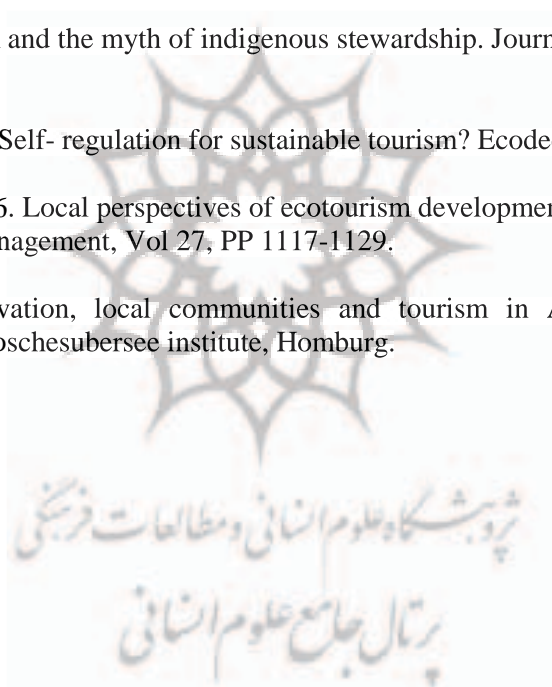 and the myth of indigenous stewardship. Journ
Self- regulation for sustainable tourism? Ecode
6. Local perspectives of ecotourism developmen
nagement, Vol 27, PP 1117-1129.
vation, local communities and tourism in A
oschesubersee institute, Homburg.
پژوهشگاه علوم انسانی و مطالعات فرهنگی
پرتال جامع علوم انسانی